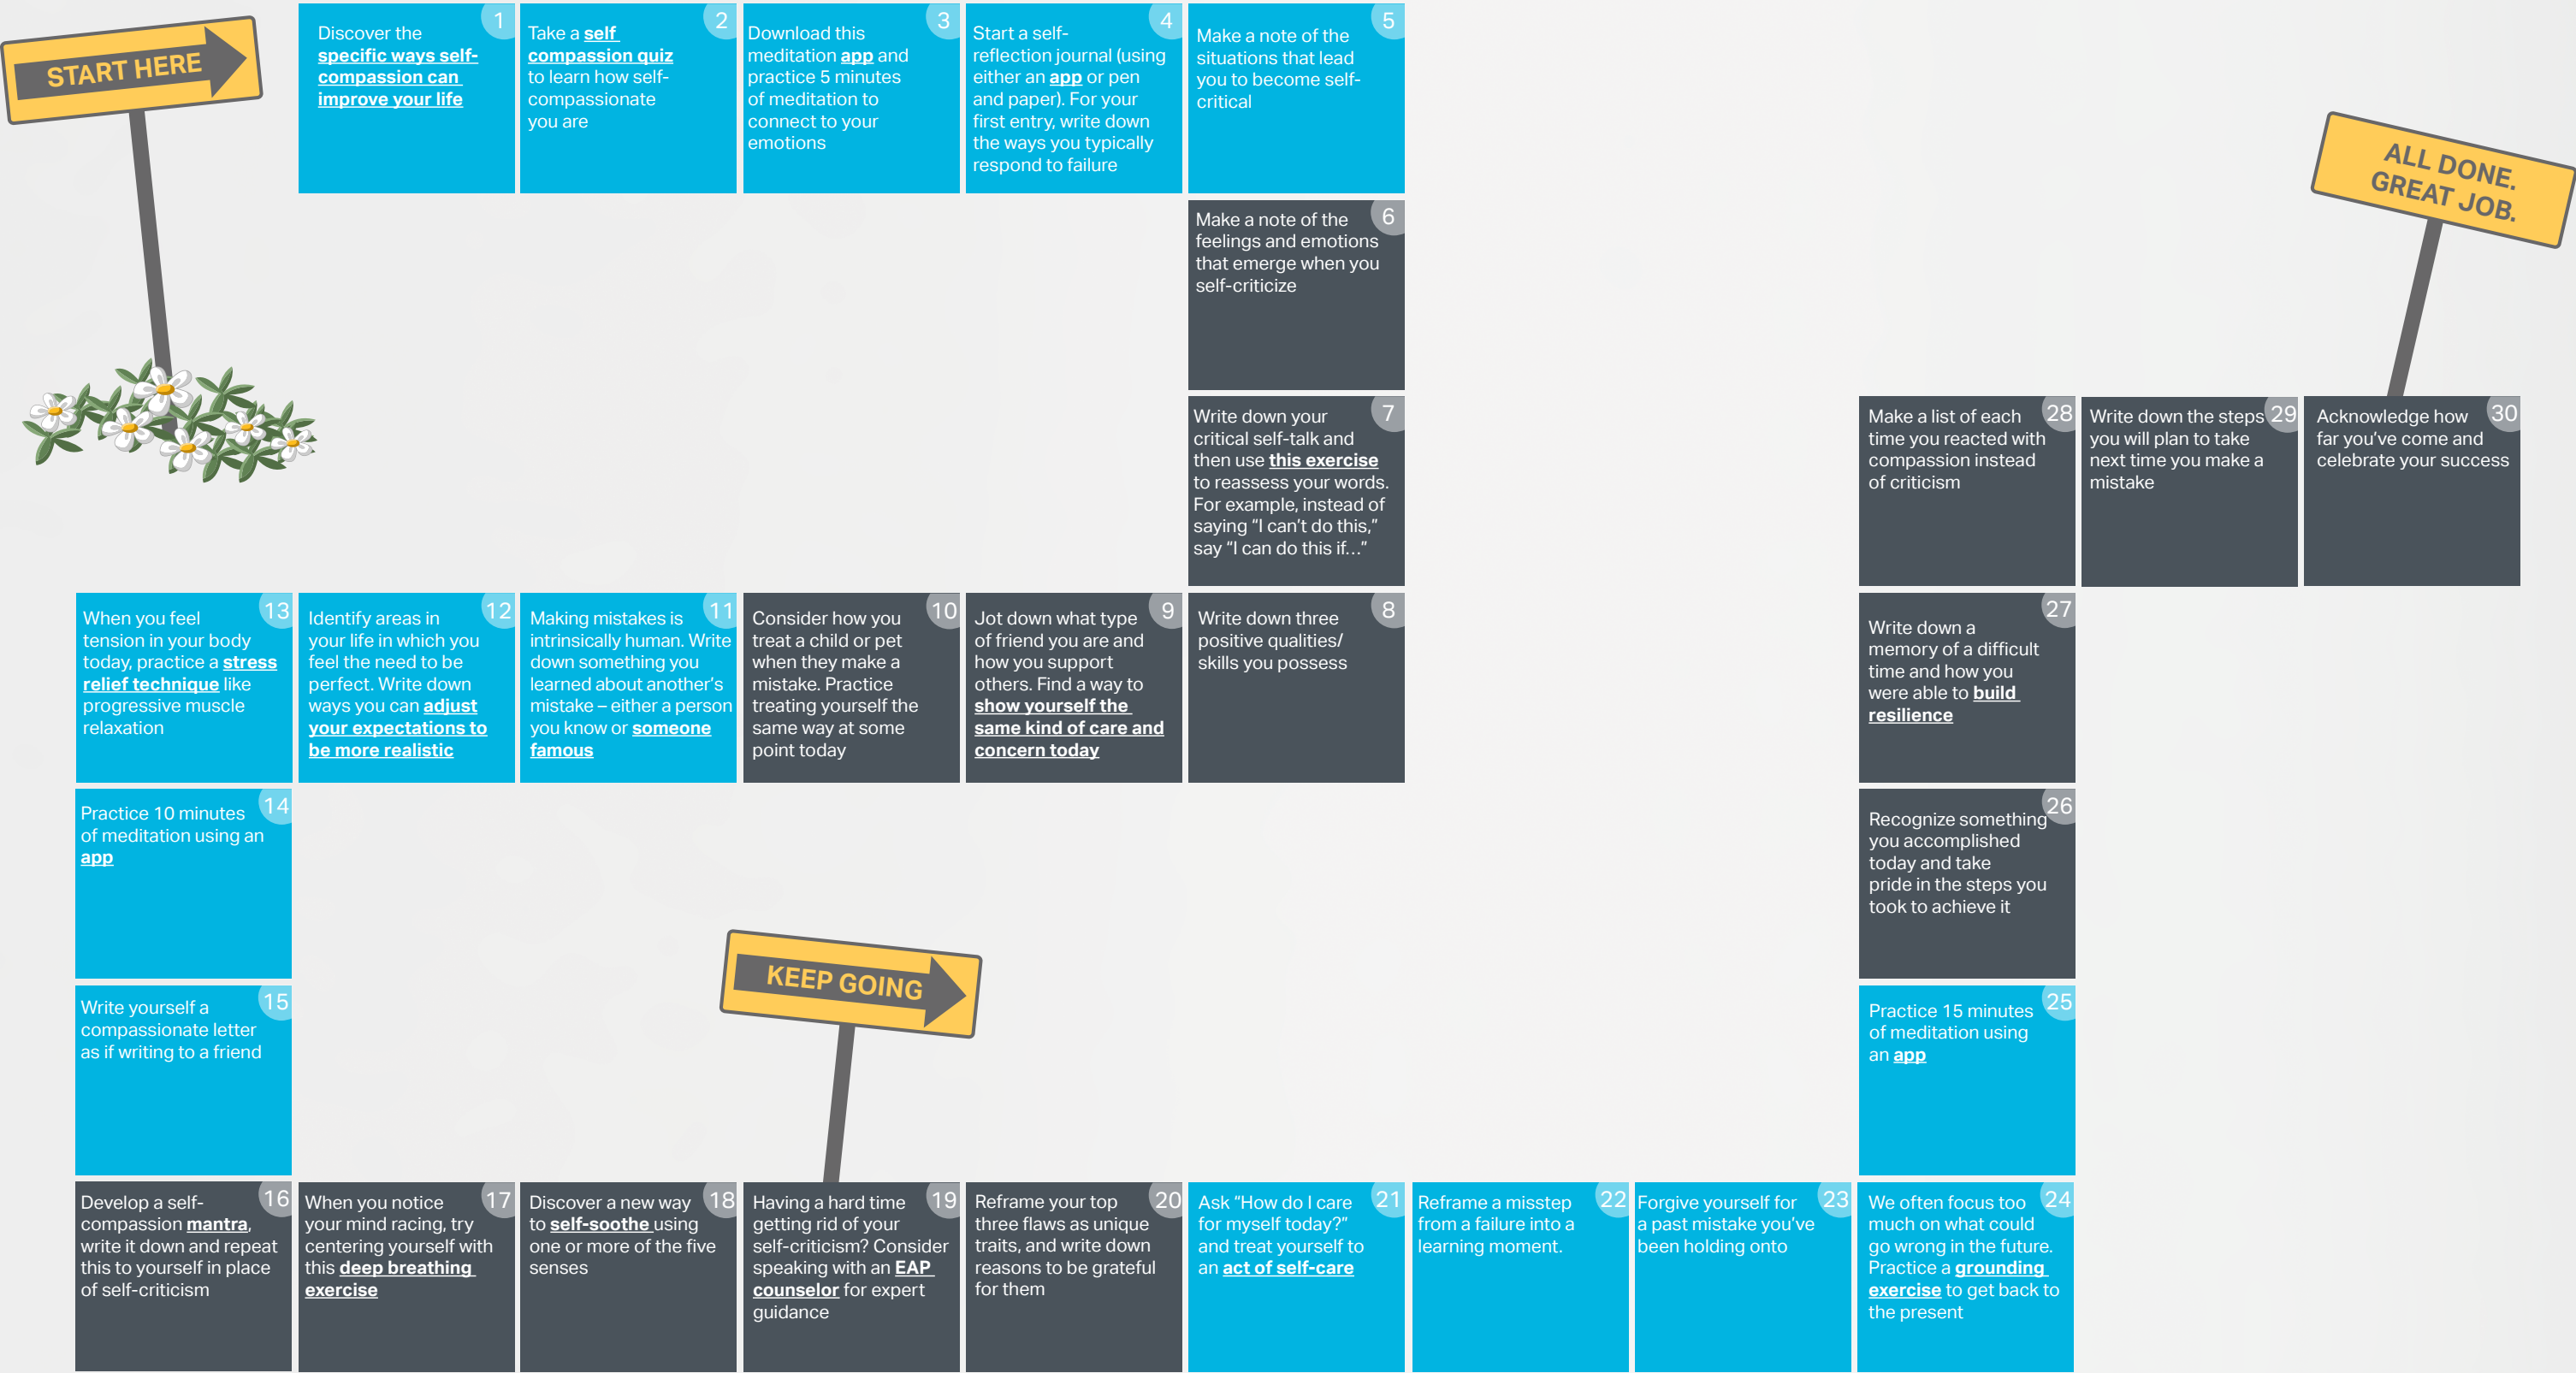 START HERE
1
Discover the
specific ways self-
compassion can
improve your life
2
Take a self
compassion quiz
to learn how self-
compassionate
you are
3
Download this
meditation app and
practice 5 minutes
of meditation to
connect to your
emotions
4
Start a self-
reflection journal (using
either an app or pen
and paper). For your
first entry, write down
the ways you typically
respond to failure
5
Make a note of the
situations that lead
you to become self-
critical
6
Make a note of the
feelings and emotions
that emerge when you
self-criticize
7
Write down your
critical self-talk and
then use this exercise
to reassess your words.
For example, instead of
saying “I can’t do this,”
say “I can do this if…”
8
Write down three
positive qualities/
skills you possess
9
Jot down what type
of friend you are and
how you support
others. Find a way to
show yourself the
same kind of care and
concern today
10
Consider how you
treat a child or pet
when they make a
mistake. Practice
treating yourself the
same way at some
point today
11
Making mistakes is
intrinsically human. Write
down something you
learned about another’s
mistake – either a person
you know or someone
famous
12
Identify areas in
your life in which you
feel the need to be
perfect. Write down
ways you can adjust
your expectations to
be more realistic
13
When you feel
tension in your body
today, practice a stress
relief technique like
progressive muscle
relaxation
14
Practice 10 minutes
of meditation using an
app
15
Write yourself a
compassionate letter
as if writing to a friend
16
Develop a self-
compassion mantra,
write it down and repeat
this to yourself in place
of self-criticism
17
When you notice
your mind racing, try
centering yourself with
this deep breathing
exercise
18
Discover a new way
to self-soothe using
one or more of the five
senses
KEEP GOING
19
Having a hard time
getting rid of your
self-criticism? Consider
speaking with an EAP
counselor for expert
guidance
20
Reframe your top
three flaws as unique
traits, and write down
reasons to be grateful
for them
21
Ask “How do I care
for myself today?”
and treat yourself to
an act of self-care
22
Reframe a misstep
from a failure into a
learning moment.
23
Forgive yourself for
a past mistake you’ve
been holding onto
24
We often focus too
much on what could
go wrong in the future.
Practice a grounding
exercise to get back to
the present
25
Practice 15 minutes
of meditation using
an app
26
Recognize something
you accomplished
today and take
pride in the steps you
took to achieve it
27
Write down a
memory of a difficult
time and how you
were able to build
resilience
28
Make a list of each
time you reacted with
compassion instead
of criticism
29
Write down the steps
you will plan to take
next time you make a
mistake
30
Acknowledge how
far you’ve come and
celebrate your success
ALL DONE.
GREAT JOB.